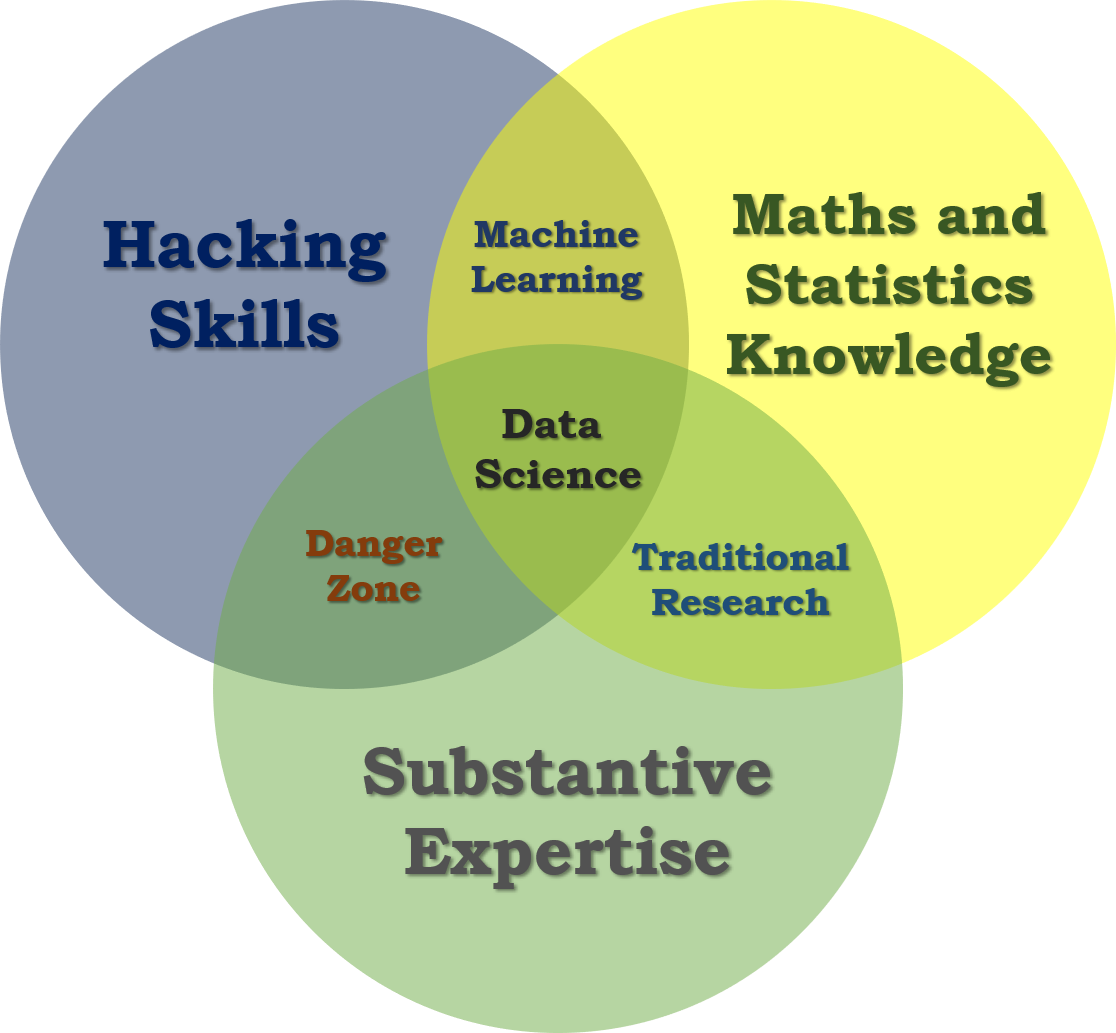 Hacking
Skills
Maths and
Statistics
Knowledge
Machine
Learning
Data
Science
Danger
Zone
Traditional
Research
Substantive
Expertise